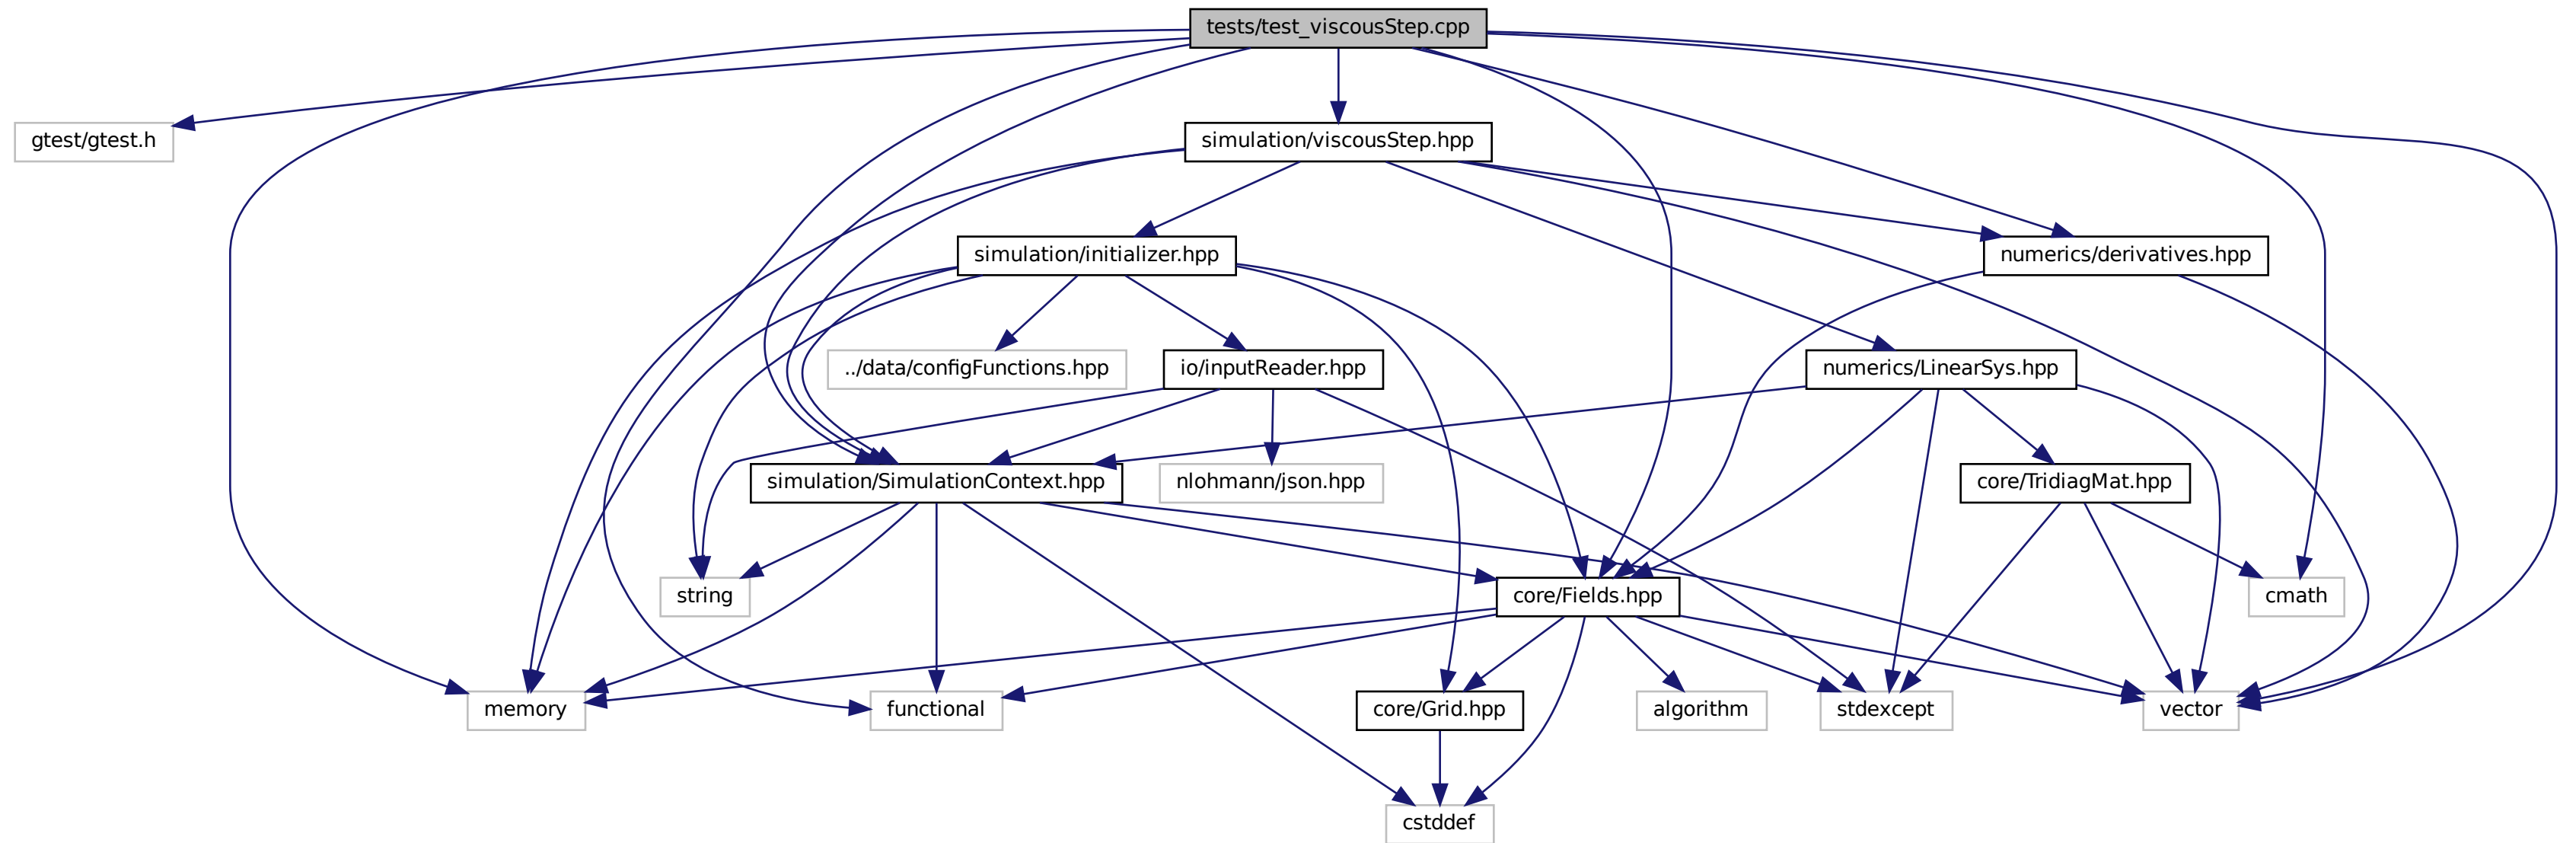 tests/test_viscousStep.cpp
gtest/gtest.h
simulation/viscousStep.hpp
simulation/initializer.hpp
numerics/derivatives.hpp
../data/configFunctions.hpp
io/inputReader.hpp
numerics/LinearSys.hpp
simulation/SimulationContext.hpp
nlohmann/json.hpp
core/TridiagMat.hpp
string
core/Fields.hpp
cmath
memory
functional
core/Grid.hpp
algorithm
stdexcept
vector
cstddef